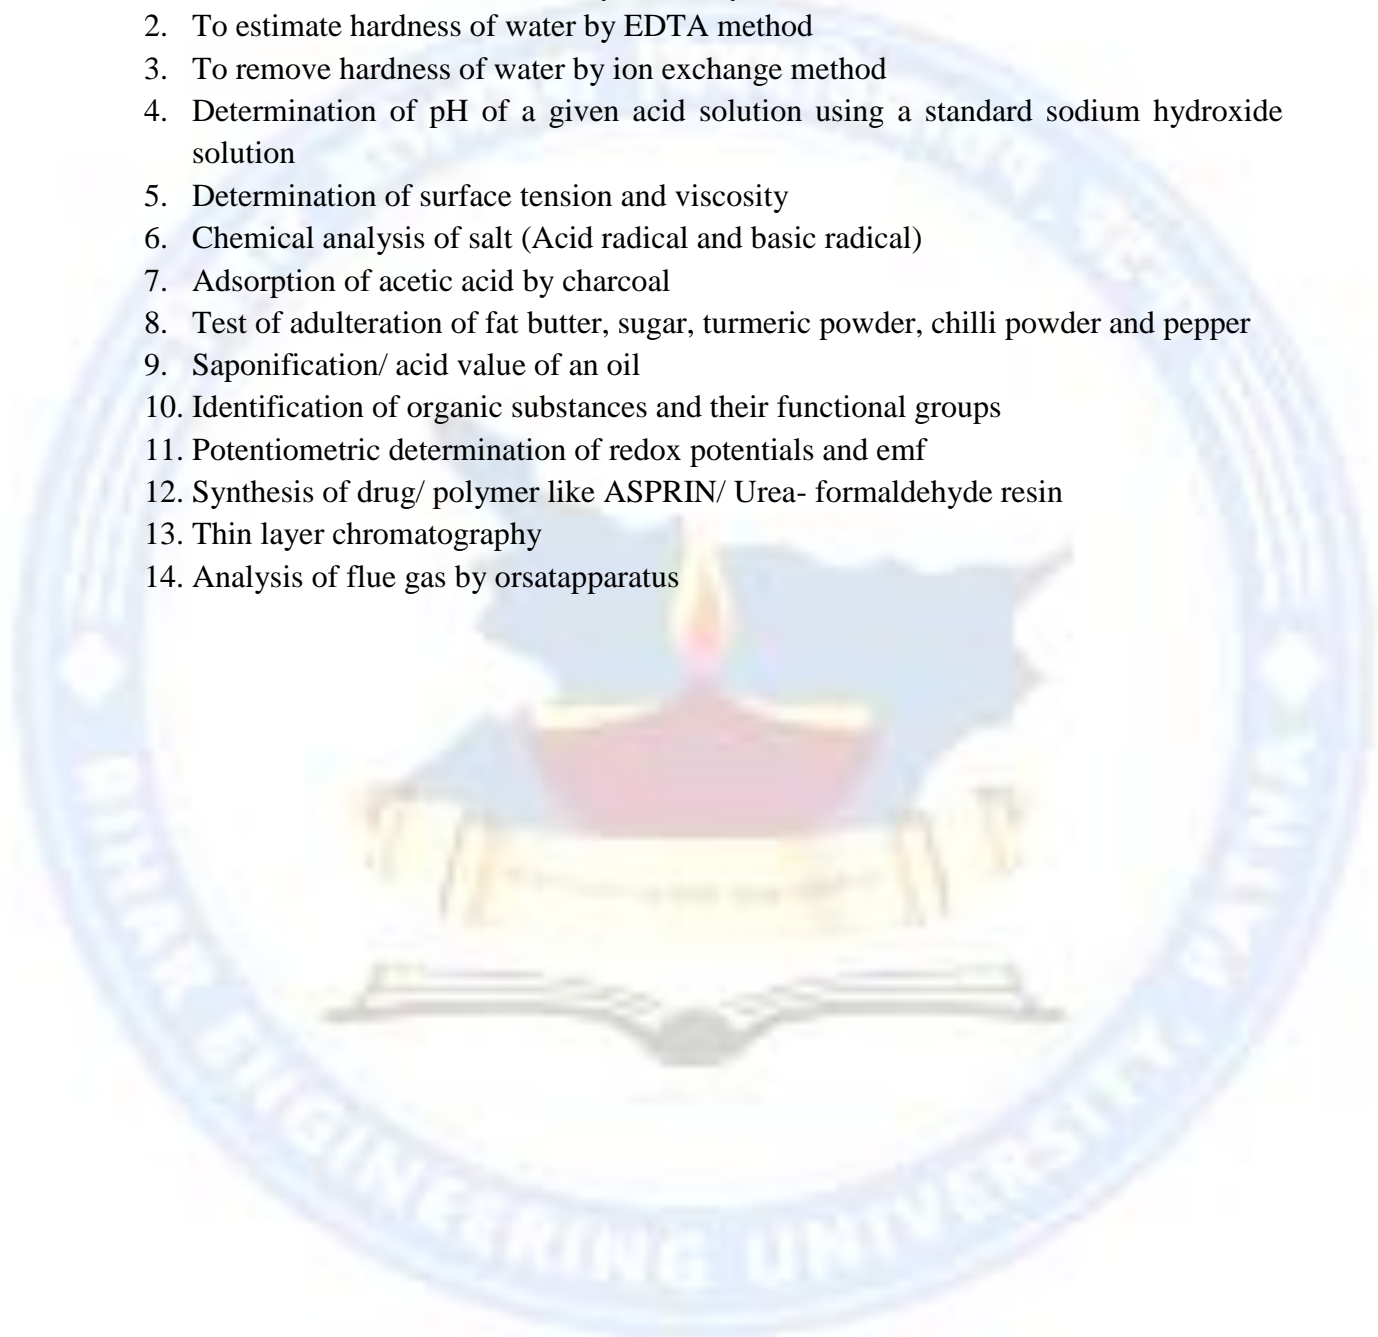 2. To estimate hardness of water by EDTA method
3. To remove hardness of water by ion exchange method
4. Determination of pH of a given acid solution using a standard sodium hydroxide
solution
5. Determination of surface tension and viscosity
6. Chemical analysis of salt (Acid radical and basic radical)
7. Adsorption of acetic acid by charcoal
8. Test of adulteration of fat butter, sugar, turmeric powder, chilli powder and pepper
9. Saponification/ acid value of an oil
10. Identification of organic substances and their functional groups
11. Potentiometric determination of redox potentials and emf
12. Synthesis of drug/ polymer like ASPRIN/ Urea- formaldehyde resin
13. Thin layer chromatography
14. Analysis of flue gas by orsatapparatus
BIHAR ENGINEERING UNIVERSITY, PATNA